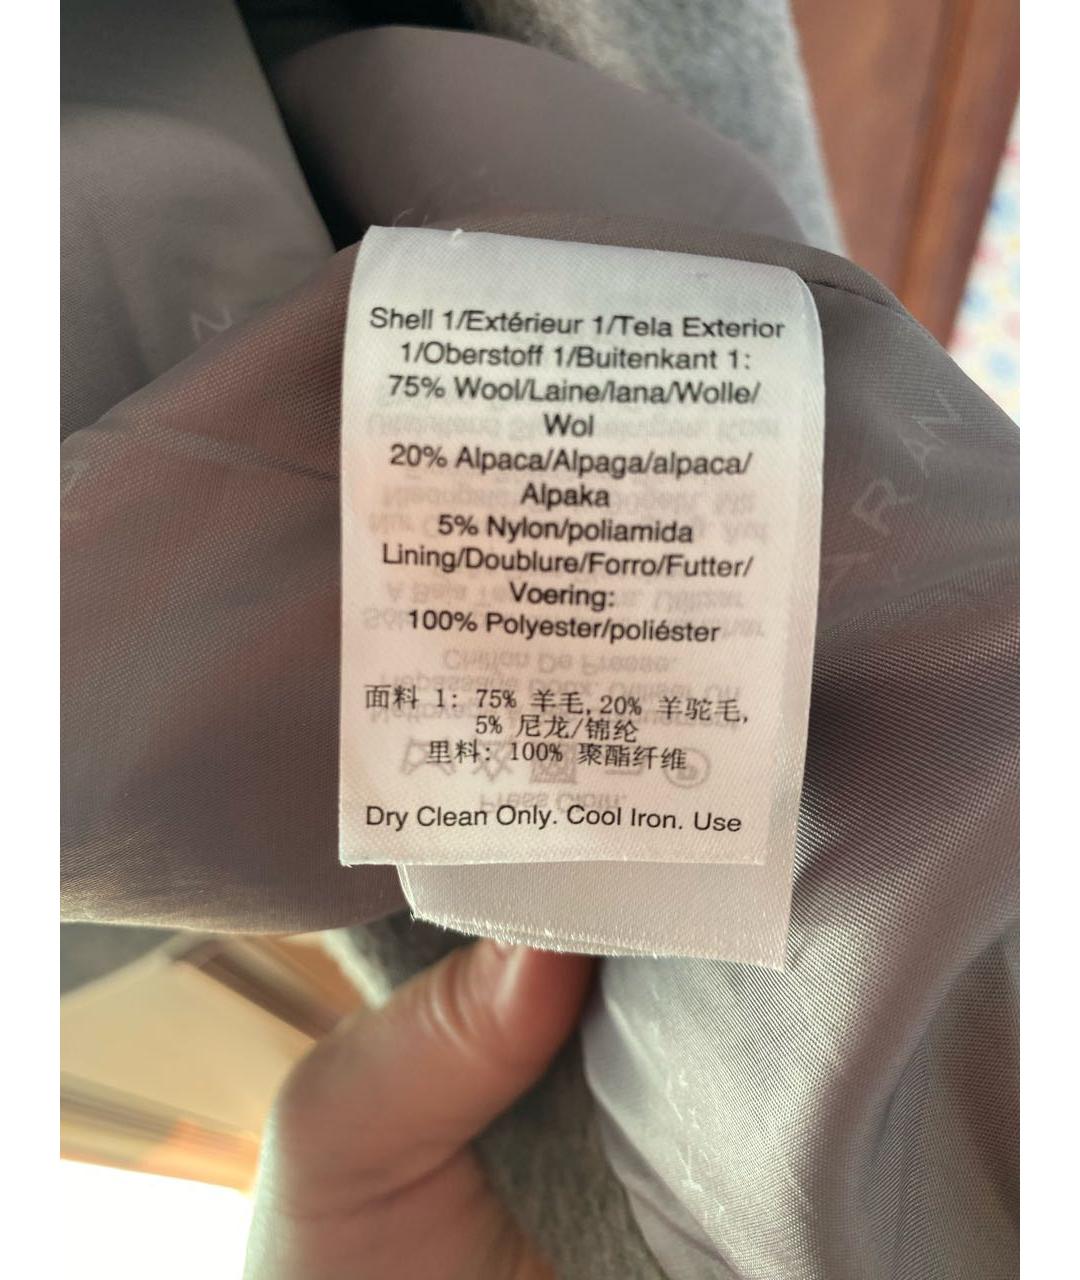 Shell 1/Extérieur 1/Tela Exterior
1/Oberstoff 1/Buitenkant 1:
75% Wool/Laine/lana/Wolle/
Wol
20% Alpaca/Alpaga/alpaca/
Alpaka
5% Nylon/poliamida
Lining/Doublure/Forro/Futter/
Voering:
100% Polyester/poliéster
面料 1: 75% 羊毛,20% 羊驼毛,
5% 尼龙/锦纶
里料: 100% 聚酯纤维
Dry Clean Only. Cool Iron. Use